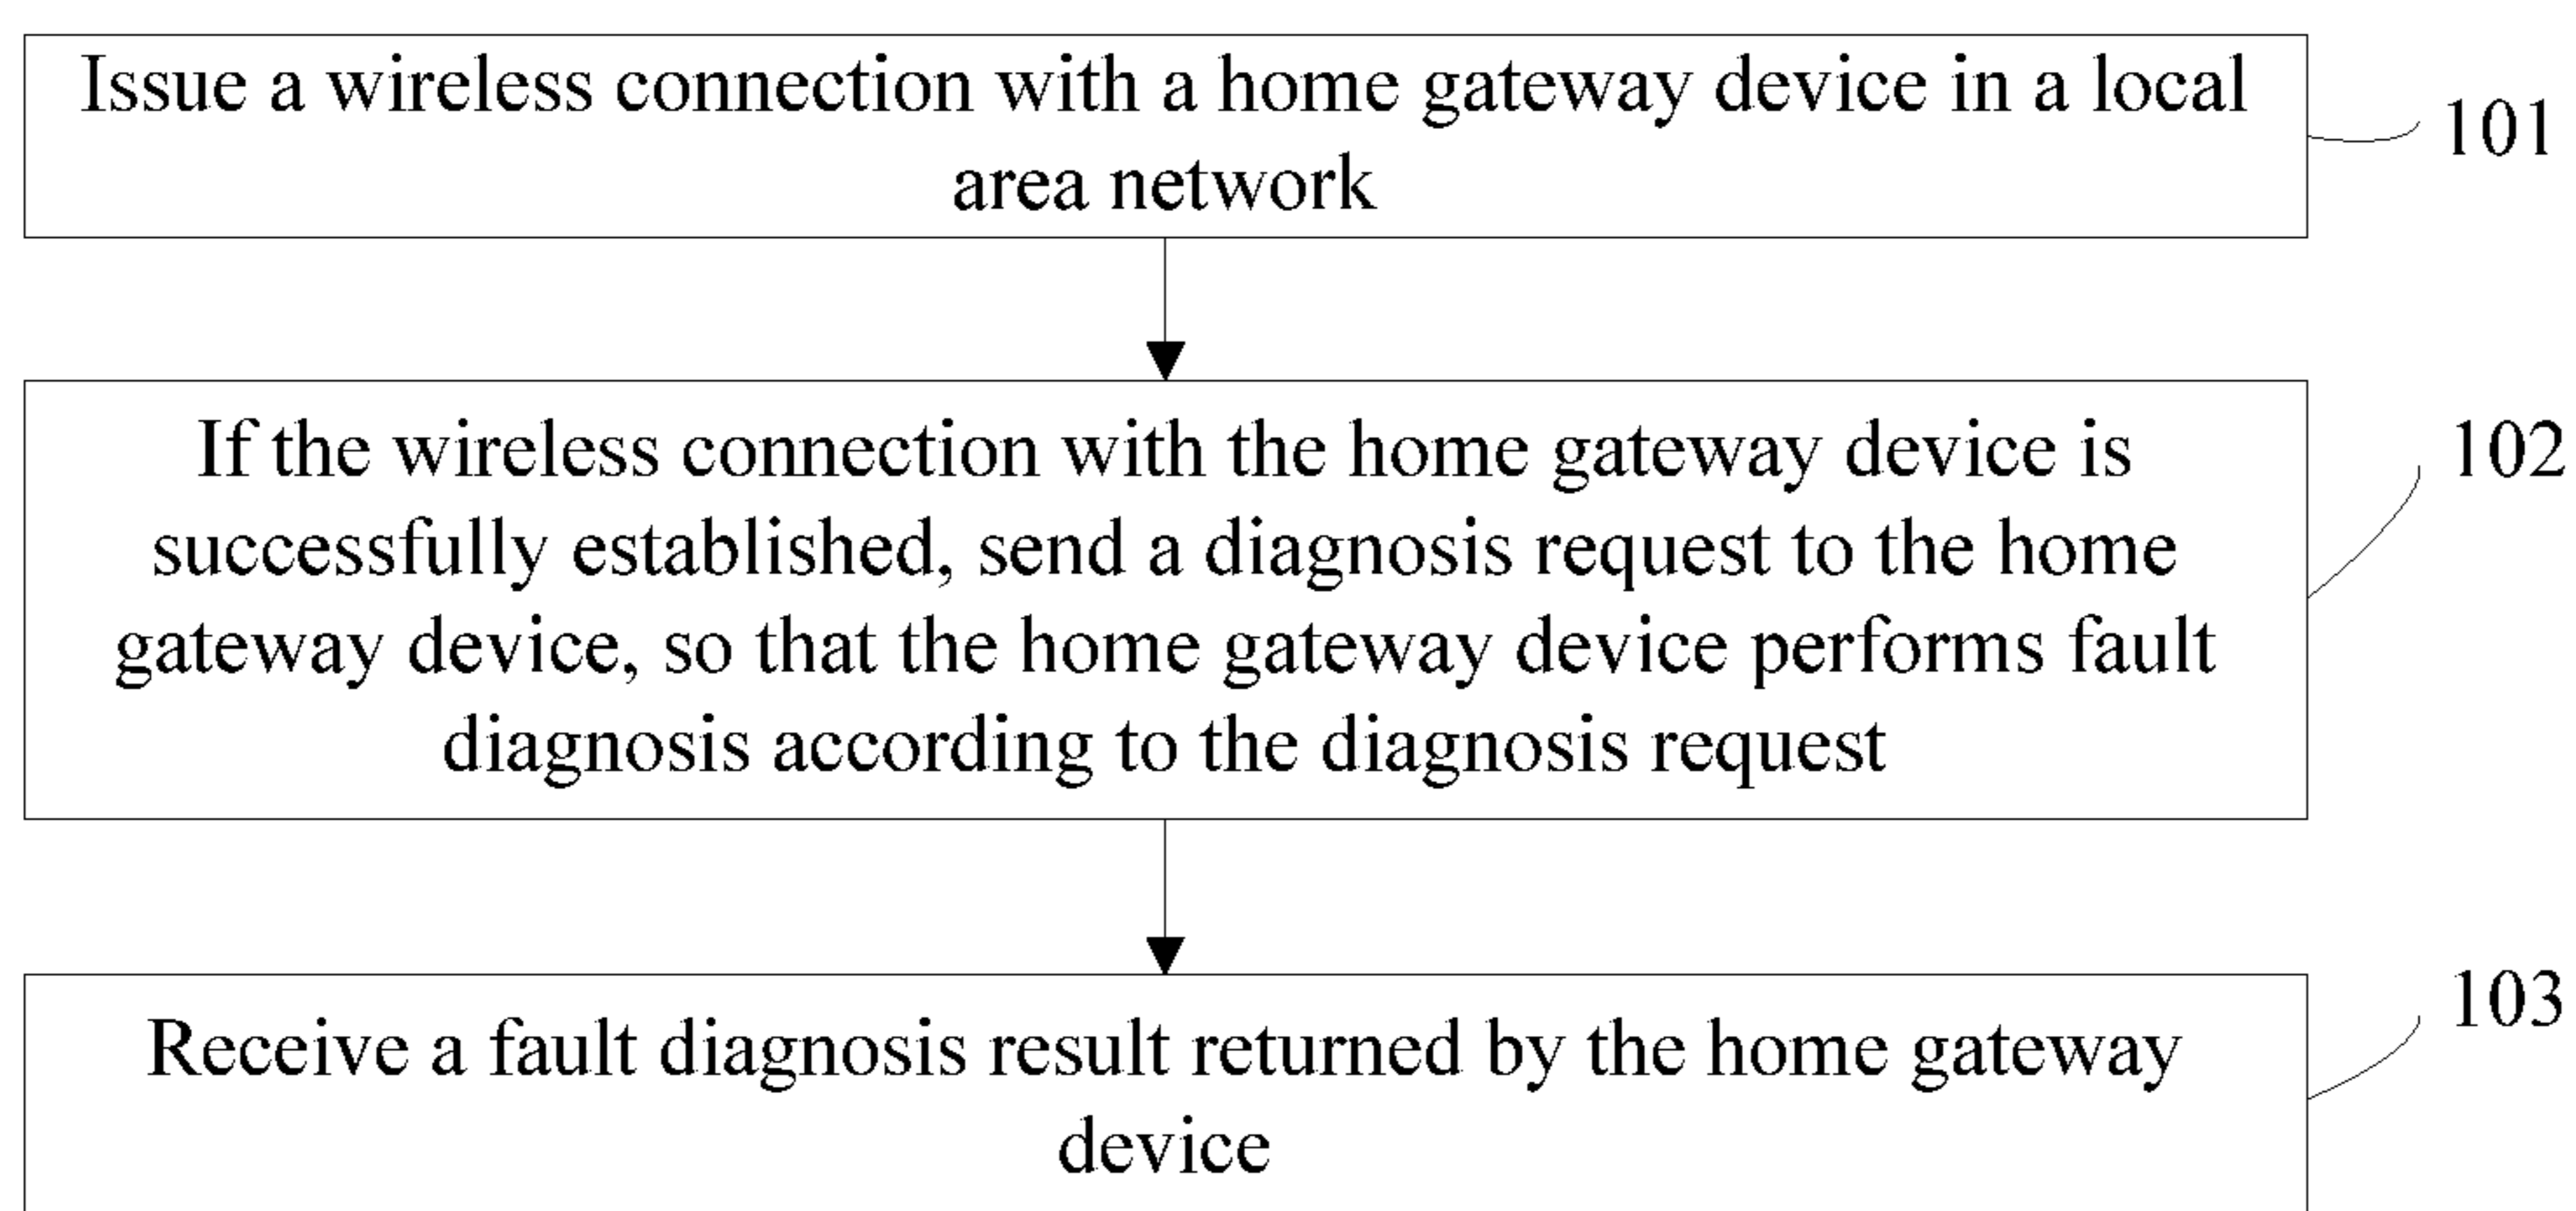 Issue a wireless connection with a home gateway device in a local
area network
101
If the wireless connection with the home gateway device is
successfully established, send a diagnosis request to the home
gateway device, so that the home gateway device performs fault
diagnosis according to the diagnosis request
102
Receive a fault diagnosis result returned by the home gateway
device
103